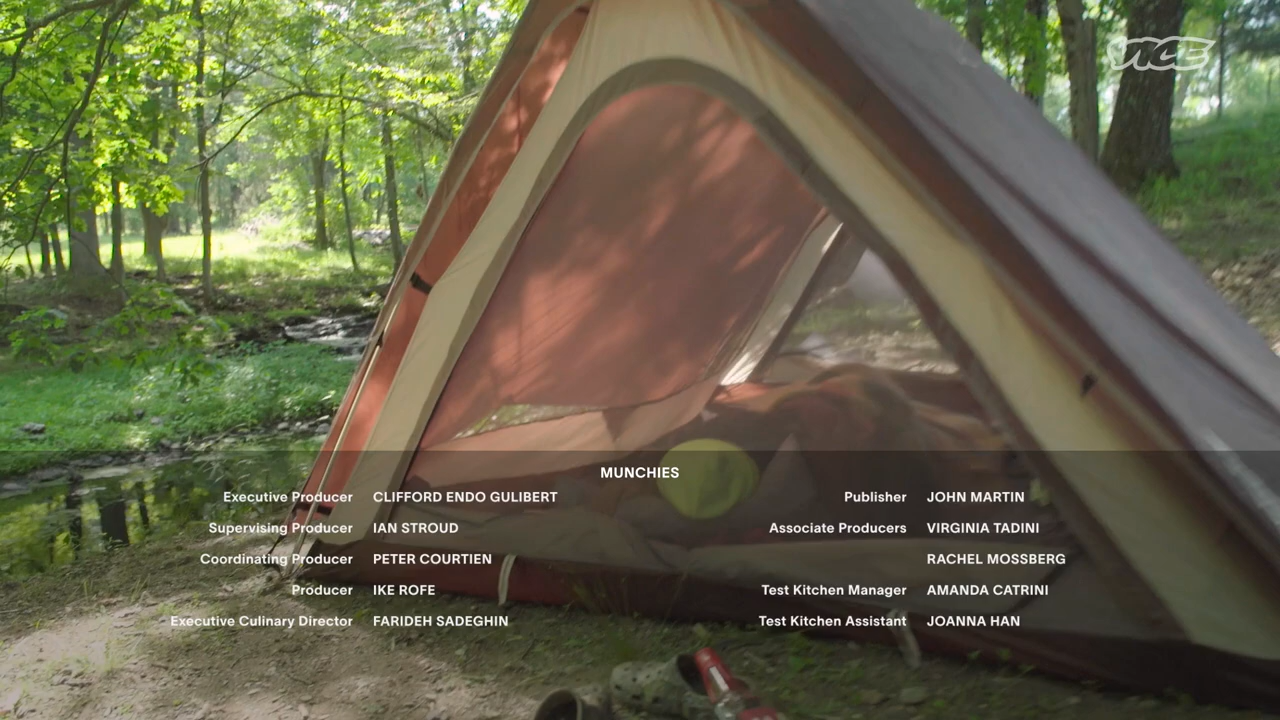 VICE
MUNCHIES
Executive Producer CLIFFORD ENDO GULIBERT
Supervising Producer IAN STROUD
Coordinating Producer PETER COURTIEN
Producer IKE ROFE
Executive Culinary Director FARIDEH SADEGHIN
Publisher JOHN MARTIN
Associate Producers VIRGINIA TADINI
RACHEL MOSSBERG
Test Kitchen Manager AMANDA CATRINI
Test Kitchen Assistant JOANNA HAN